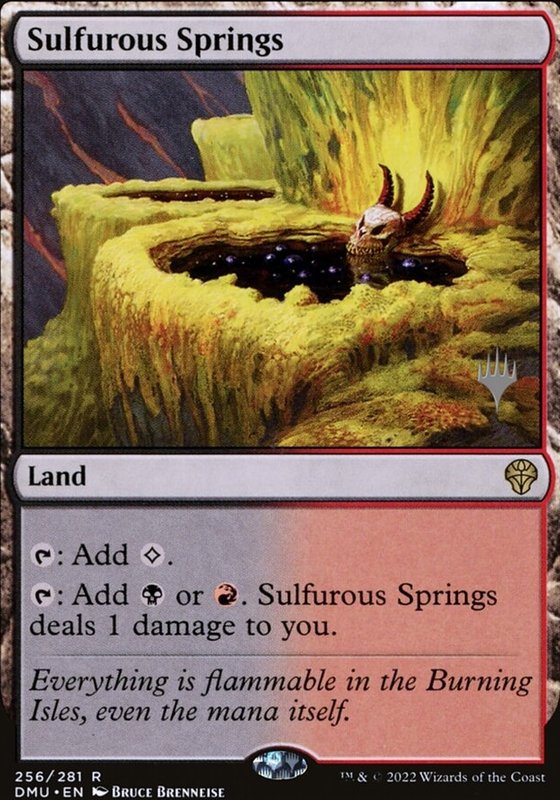 Sulfurous Springs
Land
: Add .
: Add or . Sulfurous Springs
deals 1 damage to you.
Everything is flammable in the Burning
Isles, even the mana itself.
256/281 R
DMU • EN Bruce Brenneise
™ & © 2022 Wizards of the Coast